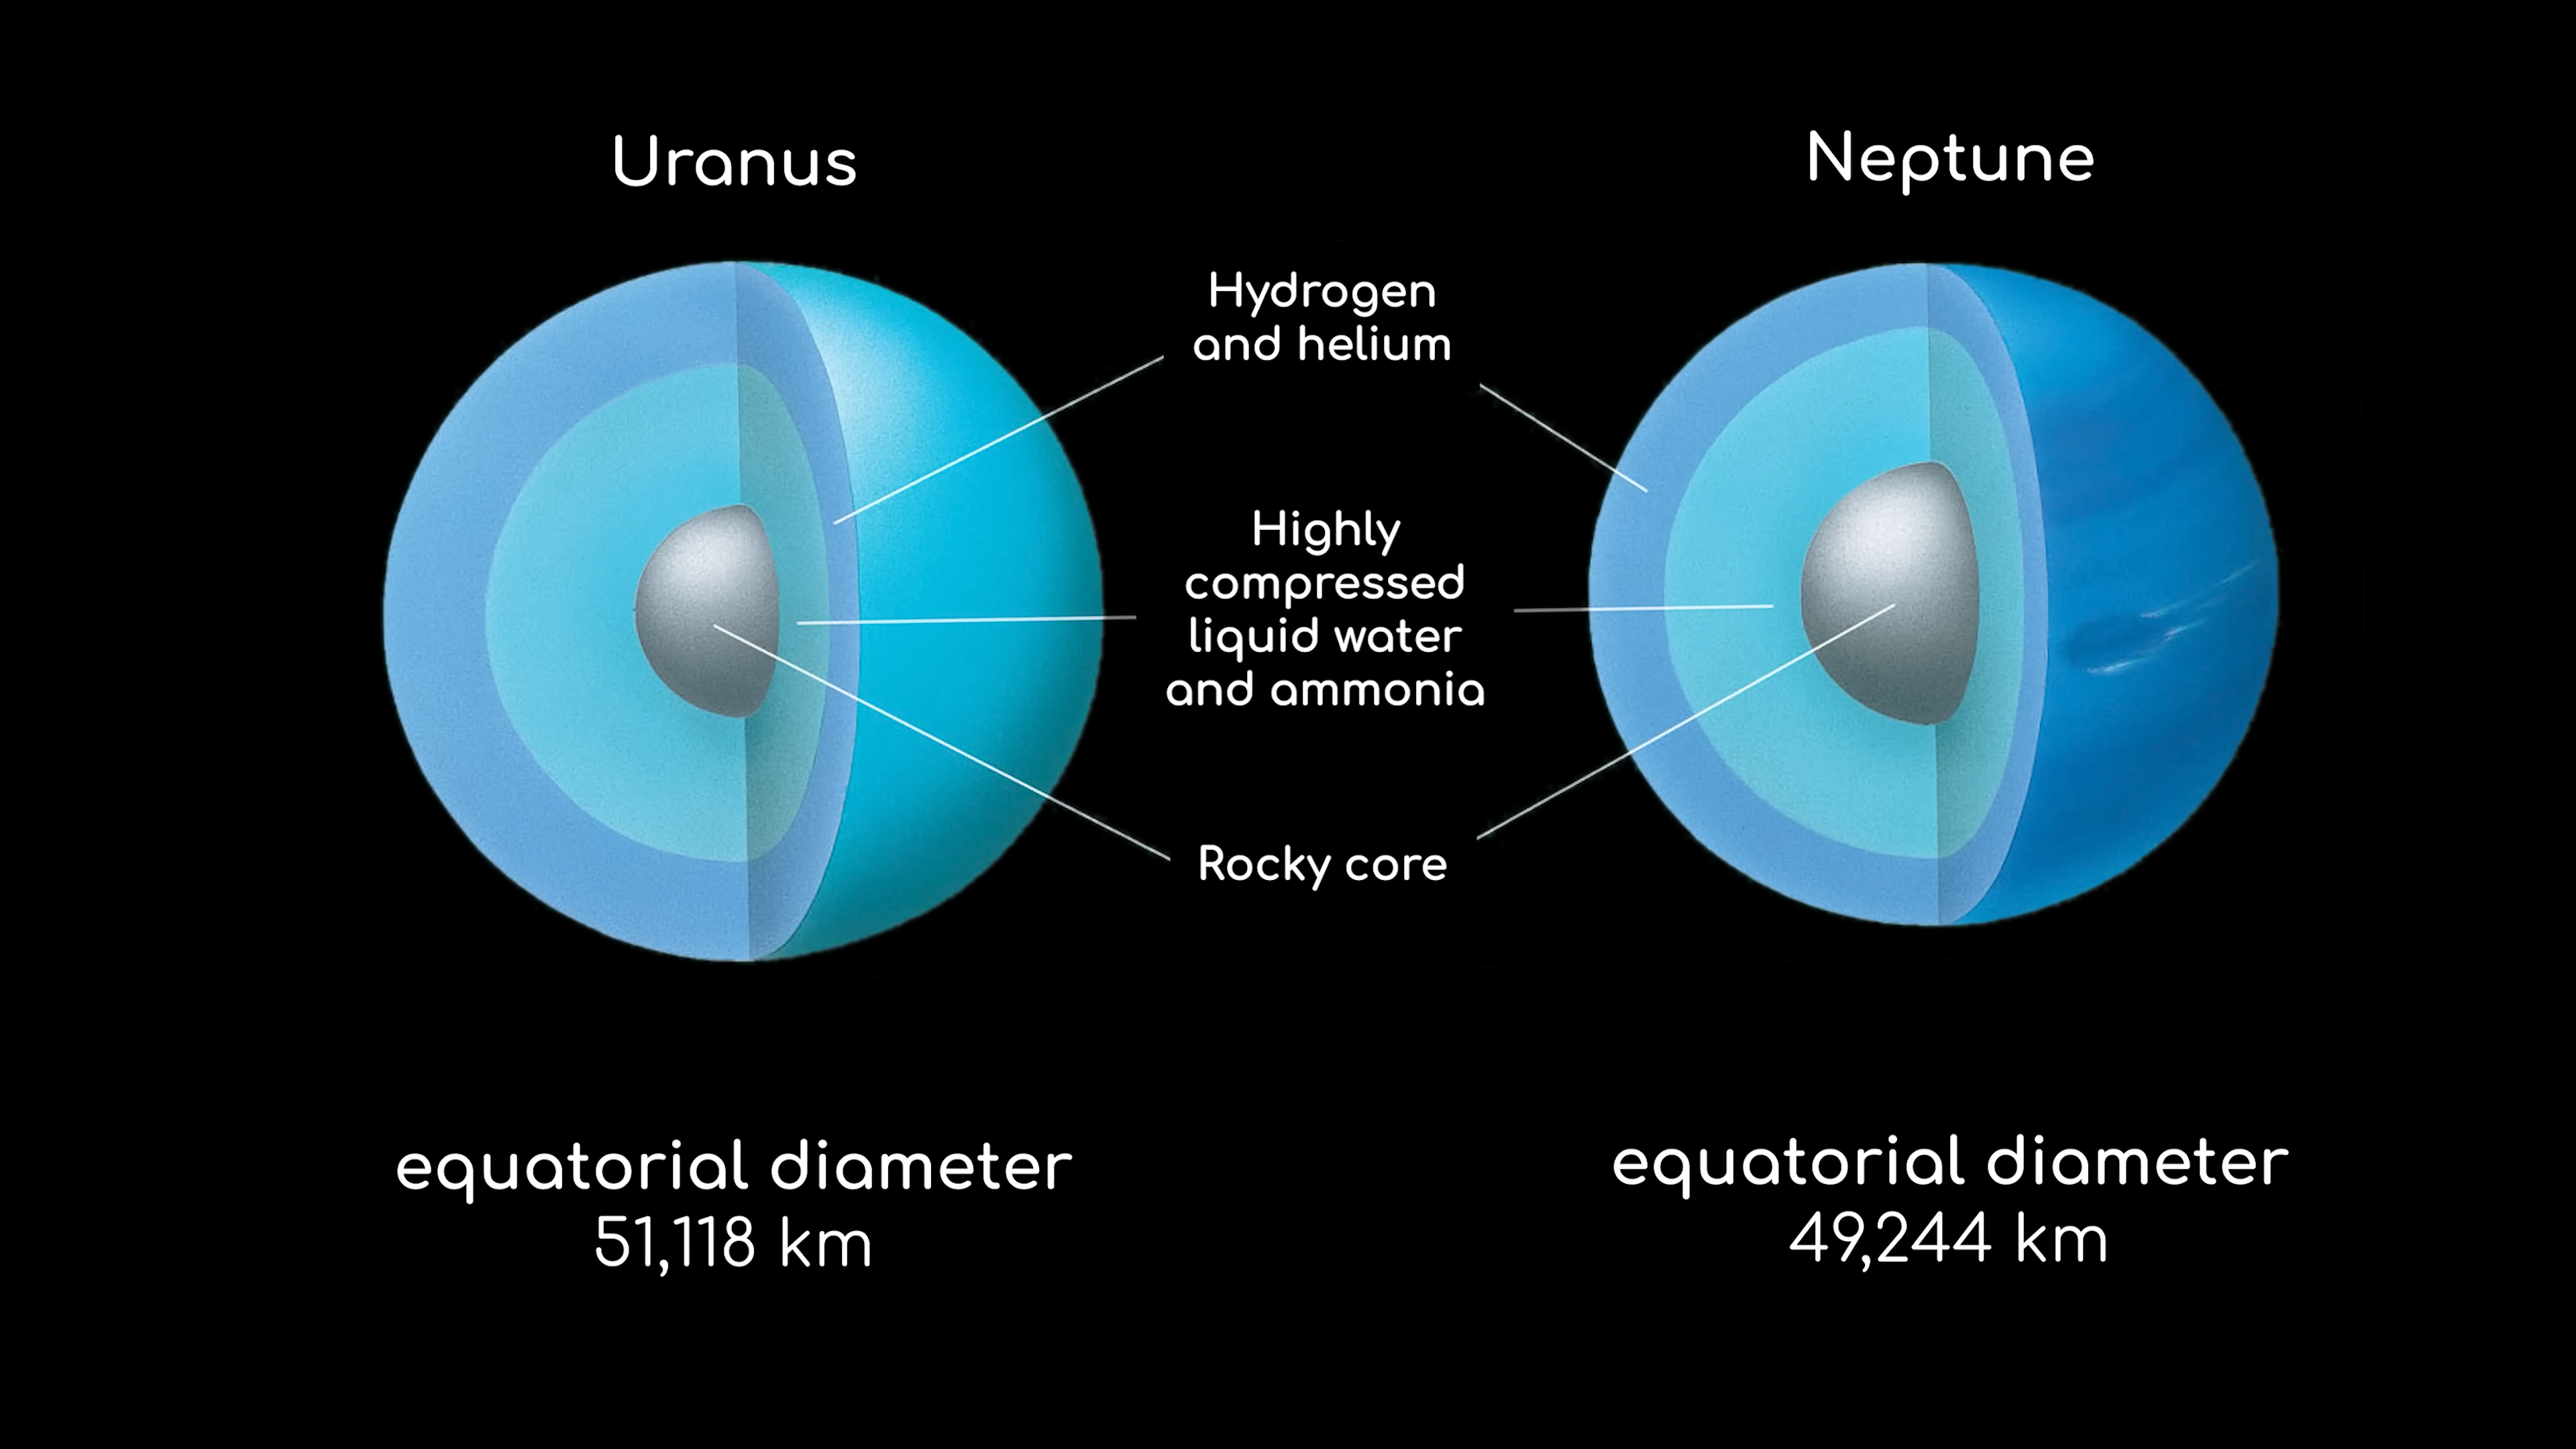 Uranus
Neptune
Hydrogen
and helium
Highly
compressed
liquid water
and ammonia
Rocky core
equatorial diameter
51,118 km
equatorial diameter
49,244 km